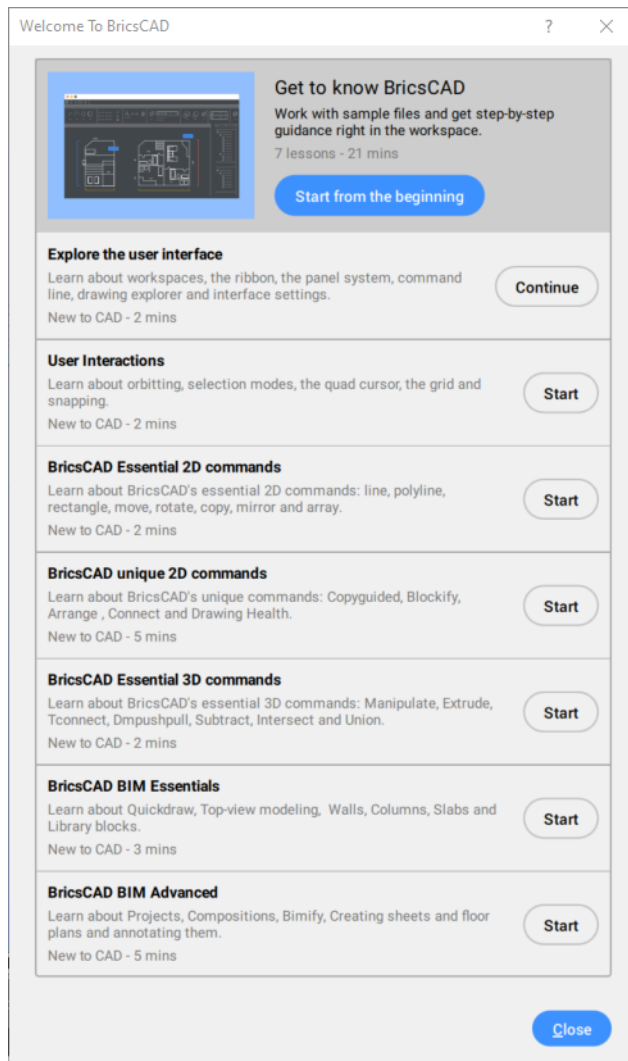 Welcome To BricsCAD
?
Get to know BricsCAD
Work with sample files and get step-by-step
guidance right in the workspace.
7 lessons - 21 mins
Start from the beginning
Explore the user interface
Learn about workspaces, the ribbon, the panel system, command
line, drawing explorer and interface settings.
New to CAD - 2 mins
Continue
User Interactions
Learn about orbitting, selection modes, the quad cursor, the grid and
snapping.
New to CAD - 2 mins
Start
BricsCAD Essential 2D commands
Learn about BricsCAD's essential 2D commands: line, polyline,
rectangle, move, rotate, copy, mirror and array.
New to CAD - 2 mins
Start
BricsCAD unique 2D commands
Learn about BricsCAD's unique commands: Copyguided, Blockify,
Arrange , Connect and Drawing Health.
New to CAD - 5 mins
Start
BricsCAD Essential 3D commands
Learn about BricsCAD's essential 3D commands: Manipulate, Extrude,
Tconnect, Dmpushpull, Subtract, Intersect and Union.
New to CAD - 2 mins
Start
BricsCAD BIM Essentials
Learn about Quickdraw, Top-view modeling,  Walls, Columns, Slabs and
Library blocks.
New to CAD - 3 mins
Start
BricsCAD BIM Advanced
Learn about Projects, Compositions, Bimify, Creating sheets and floor
plans and annotating them.
New to CAD - 5 mins
Start
Close